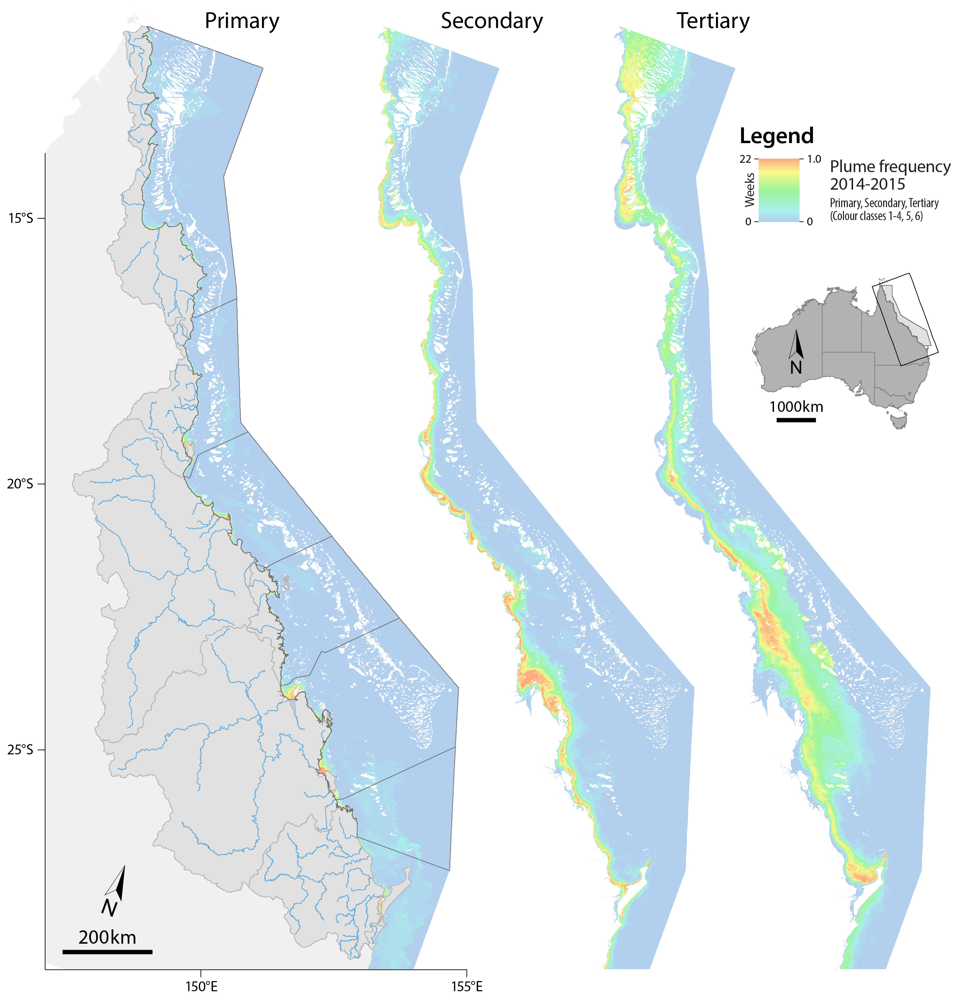 Primary
Secondary
Tertiary
Legend
22
1.0
Weeks
0
0
Plume frequency
2014-2015
Primary, Secondary, Tertiary
(Colour classes 1-4, 5, 6)
15°S
20°S
25°S
N
1000km
N
200km
150°E
155°E